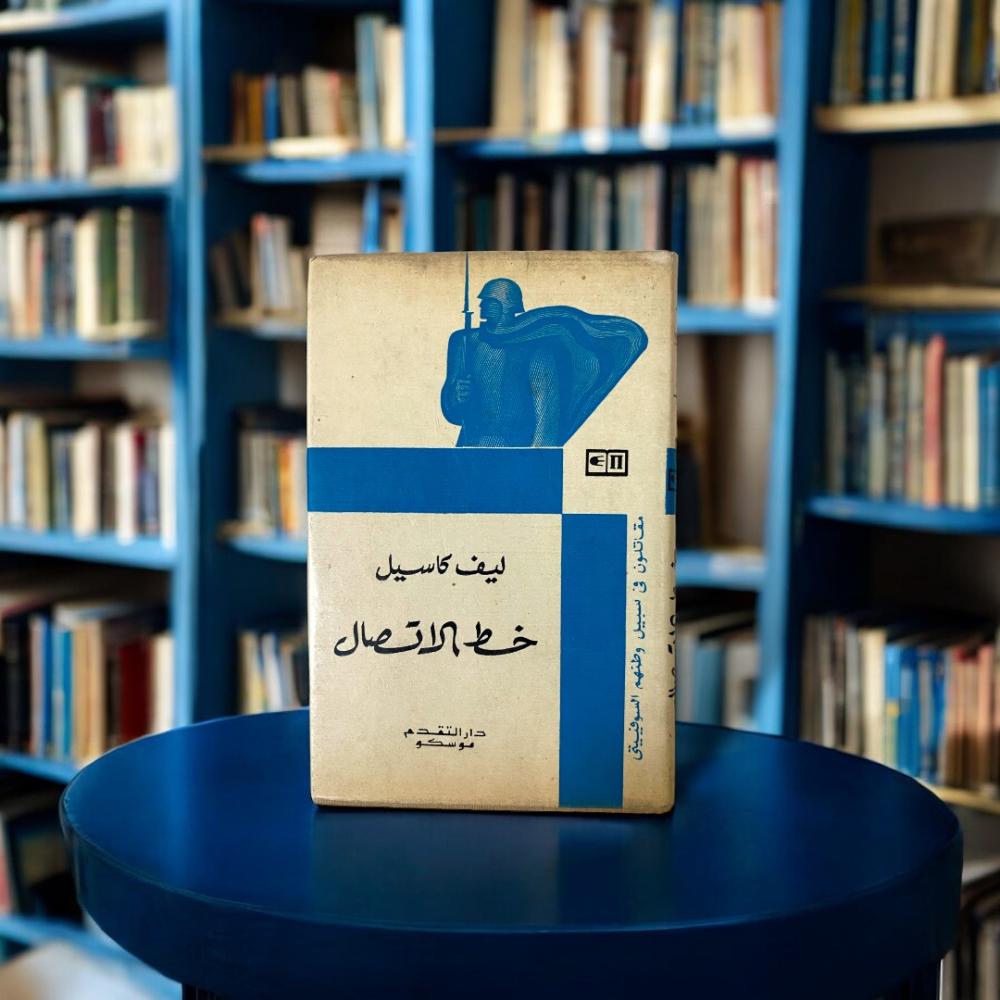 ليف كاسيل
خط الاتصال
دار التقدم
موسكو
مقاتلون في سبيل وطنهم السوفييتي